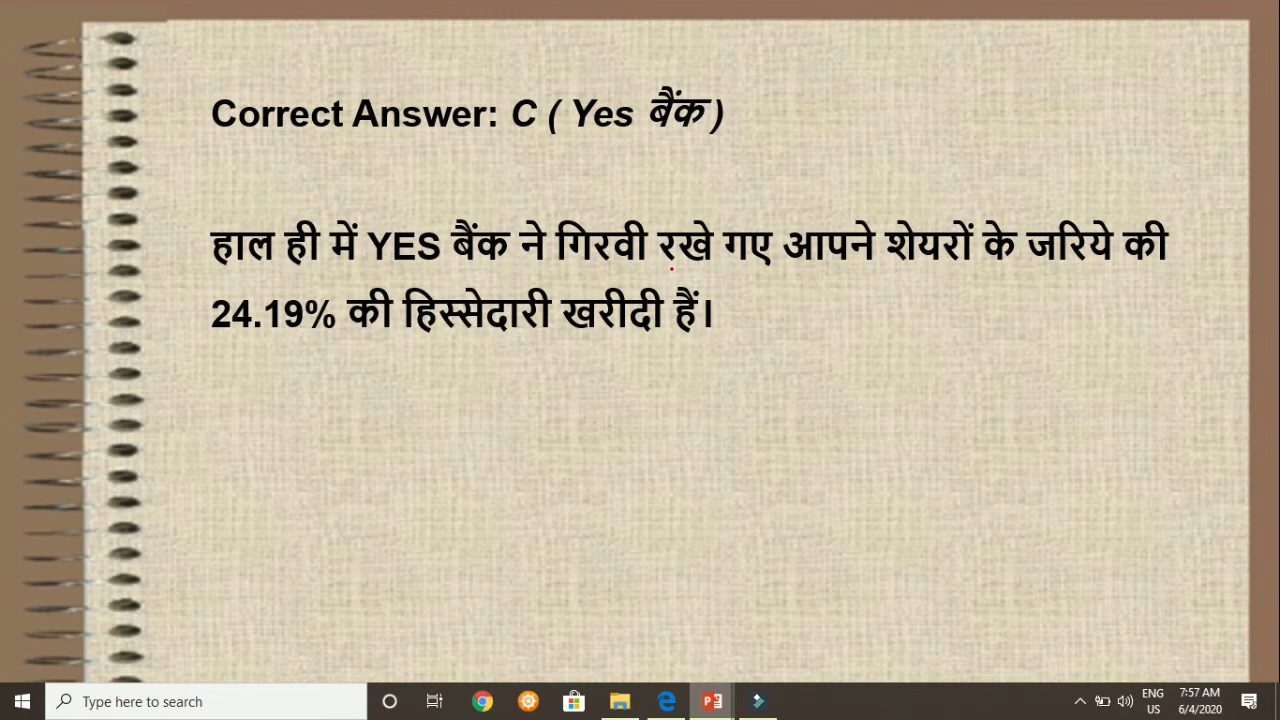 Correct Answer: C ( Yes बैंक )
हाल ही में YES बैंक ने गिरवी रखे गए आपने शेयरों के जरिये की
24.19% की हिस्सेदारी खरीदी हैं।
Type here to search
ENG
US
7:57 AM
6/4/2020